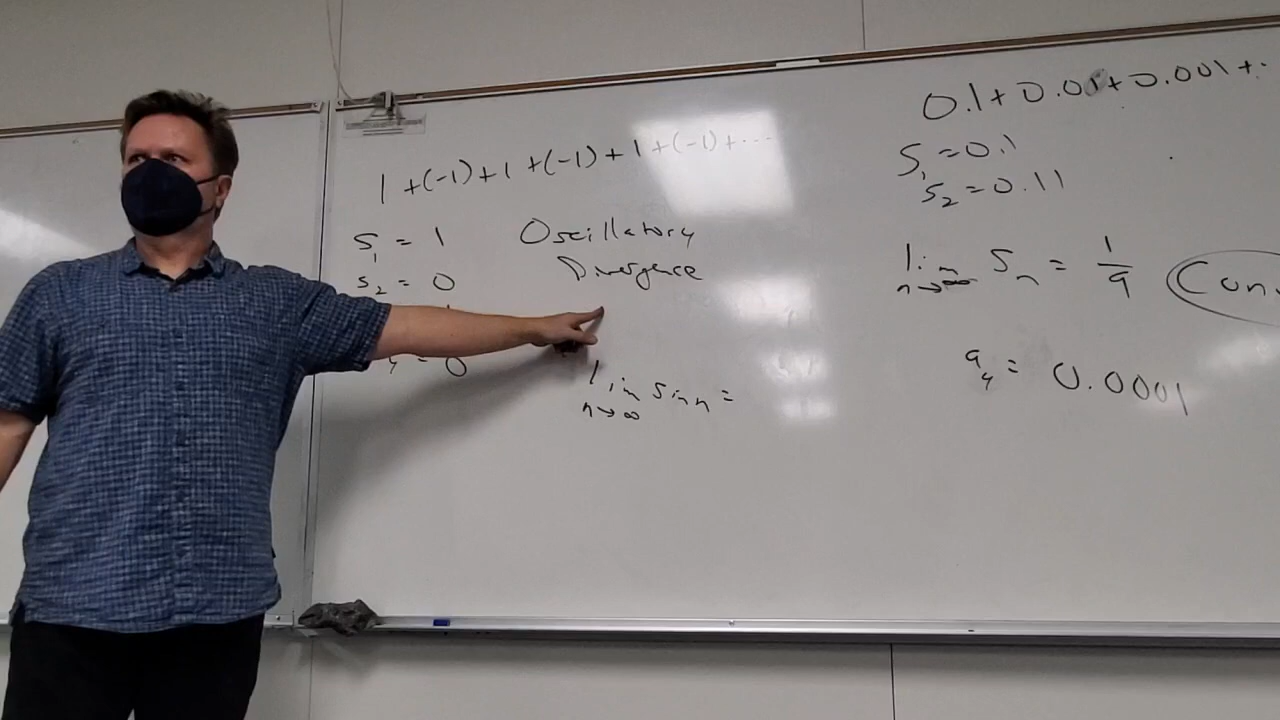 1 + (-1) + 1 + (-1) + 1 + (-1) + ...
S₁ = 1
S₂ = 0
= 0
Oscillatory
Divergence
lim sin n =
n→∞
0.1 + 0.01 + 0.001 + ..
S₁ = 0.1
S₂ = 0.11
lim Sₙ = 1/9
n→∞
a₄ = 0.0001